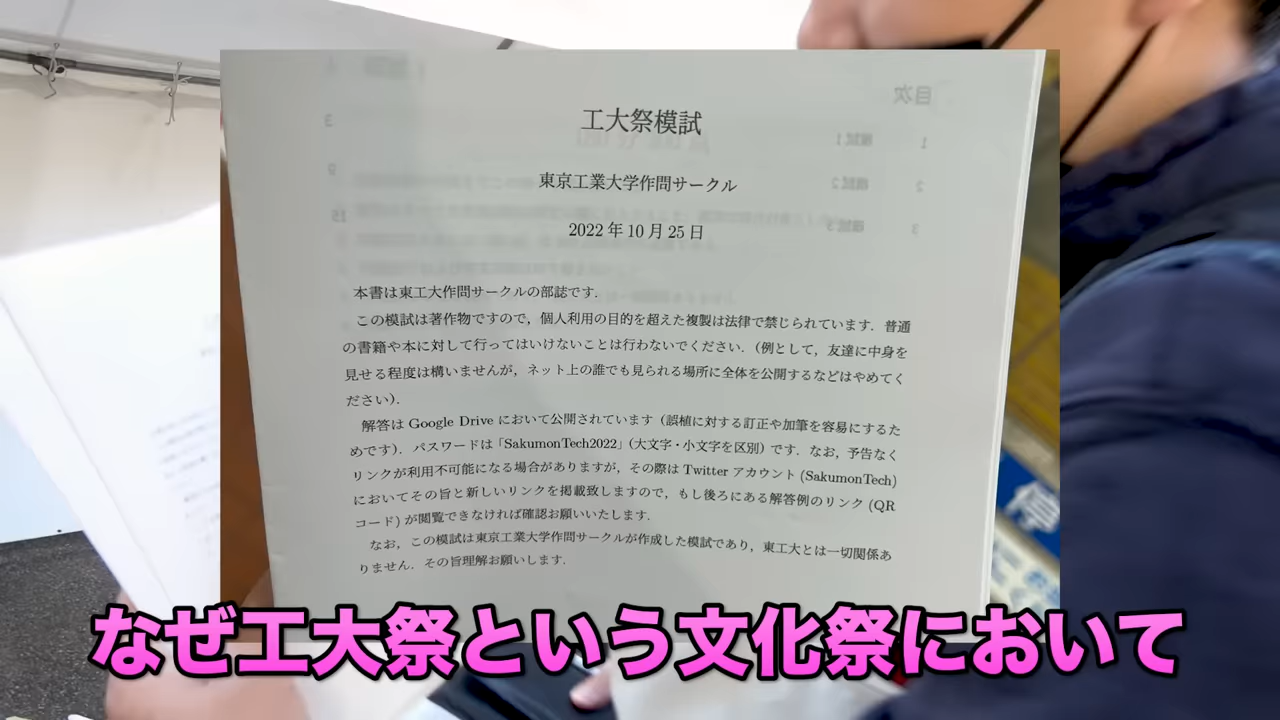 工大祭模試
東京工業大学作問サークル
2022 年 10 月 25 日
本書は東工大作問サークルの部誌です．
この模試は著作物ですので，個人利用の目的を超えた複製は法律で禁じられています．普通
の書籍や本に対して行ってはいけないことは行わないでください．（例として，友達に中身を
見せる程度は構いませんが，ネット上の誰でも見られる場所に全体を公開するなどはやめてく
ださい）．
解答は Google Drive において公開されています（誤植に対する訂正や加筆を容易にするた
めです）．パスワードは「SakumonTech2022」（大文字・小文字を区別）です．なお，予告なく
リンクが利用不可能になる場合がありますが，その際は Twitter アカウント (SakumonTech)
においてその旨と新しいリンクを掲載致しますので，もし後ろにある解答例のリンク (QR
コード) が閲覧できなければ確認お願いいたします．
なお，この模試は東京工業大学作問サークルが作成した模試であり，東工大とは一切関係あ
りません．その旨理解お願いします．
目次
1 模試1 3
2 模試2 9
3 模試3 15
停
なぜ工大祭という文化祭において